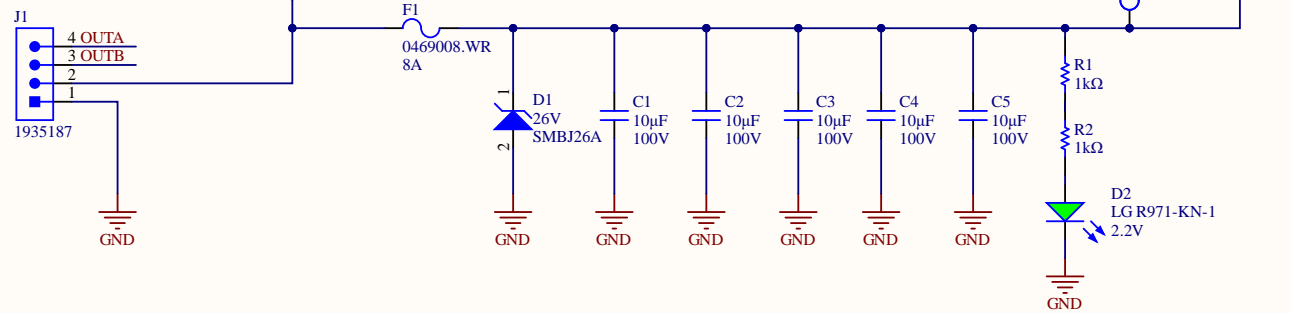 J1
4 OUTA
3 OUTB
2
1
1935187
GND
F1
0469008.WR
8A
1
2
D1
26V
SMBJ26A
GND
C1
10µF
100V
GND
C2
10µF
100V
GND
C3
10µF
100V
GND
C4
10µF
100V
GND
C5
10µF
100V
GND
R1
1kΩ
R2
1kΩ
D2
LG R971-KN-1
2.2V
GND